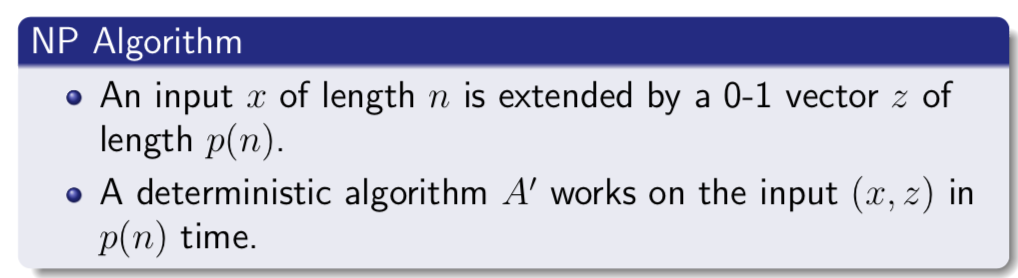 NP Algorithm
An input x of length n is extended by a 0-1 vector z of
length p(n).
A deterministic algorithm A′ works on the input (x, z) in
p(n) time.